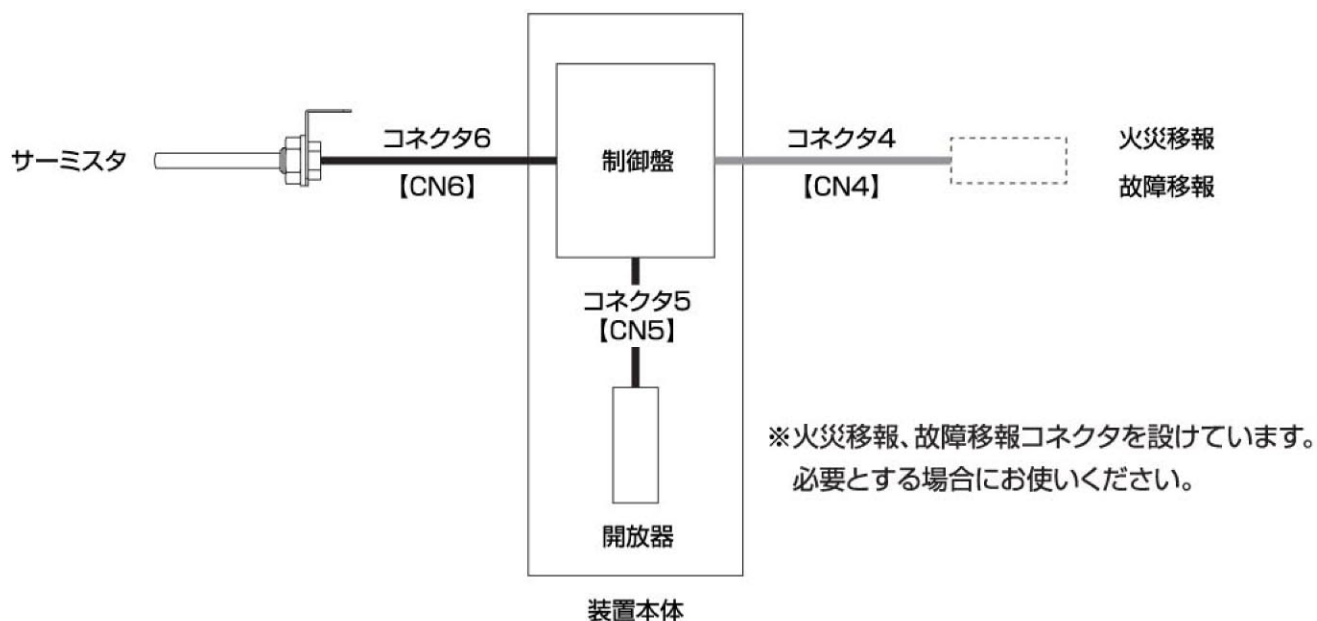 サーミスタ
コネクタ6
【CN6】
制御盤
コネクタ4
【CN4】
火災移報
故障移報
コネクタ5
【CN5】
開放器
装置本体
※火災移報、故障移報コネクタを設けています。
必要とする場合にお使いください。